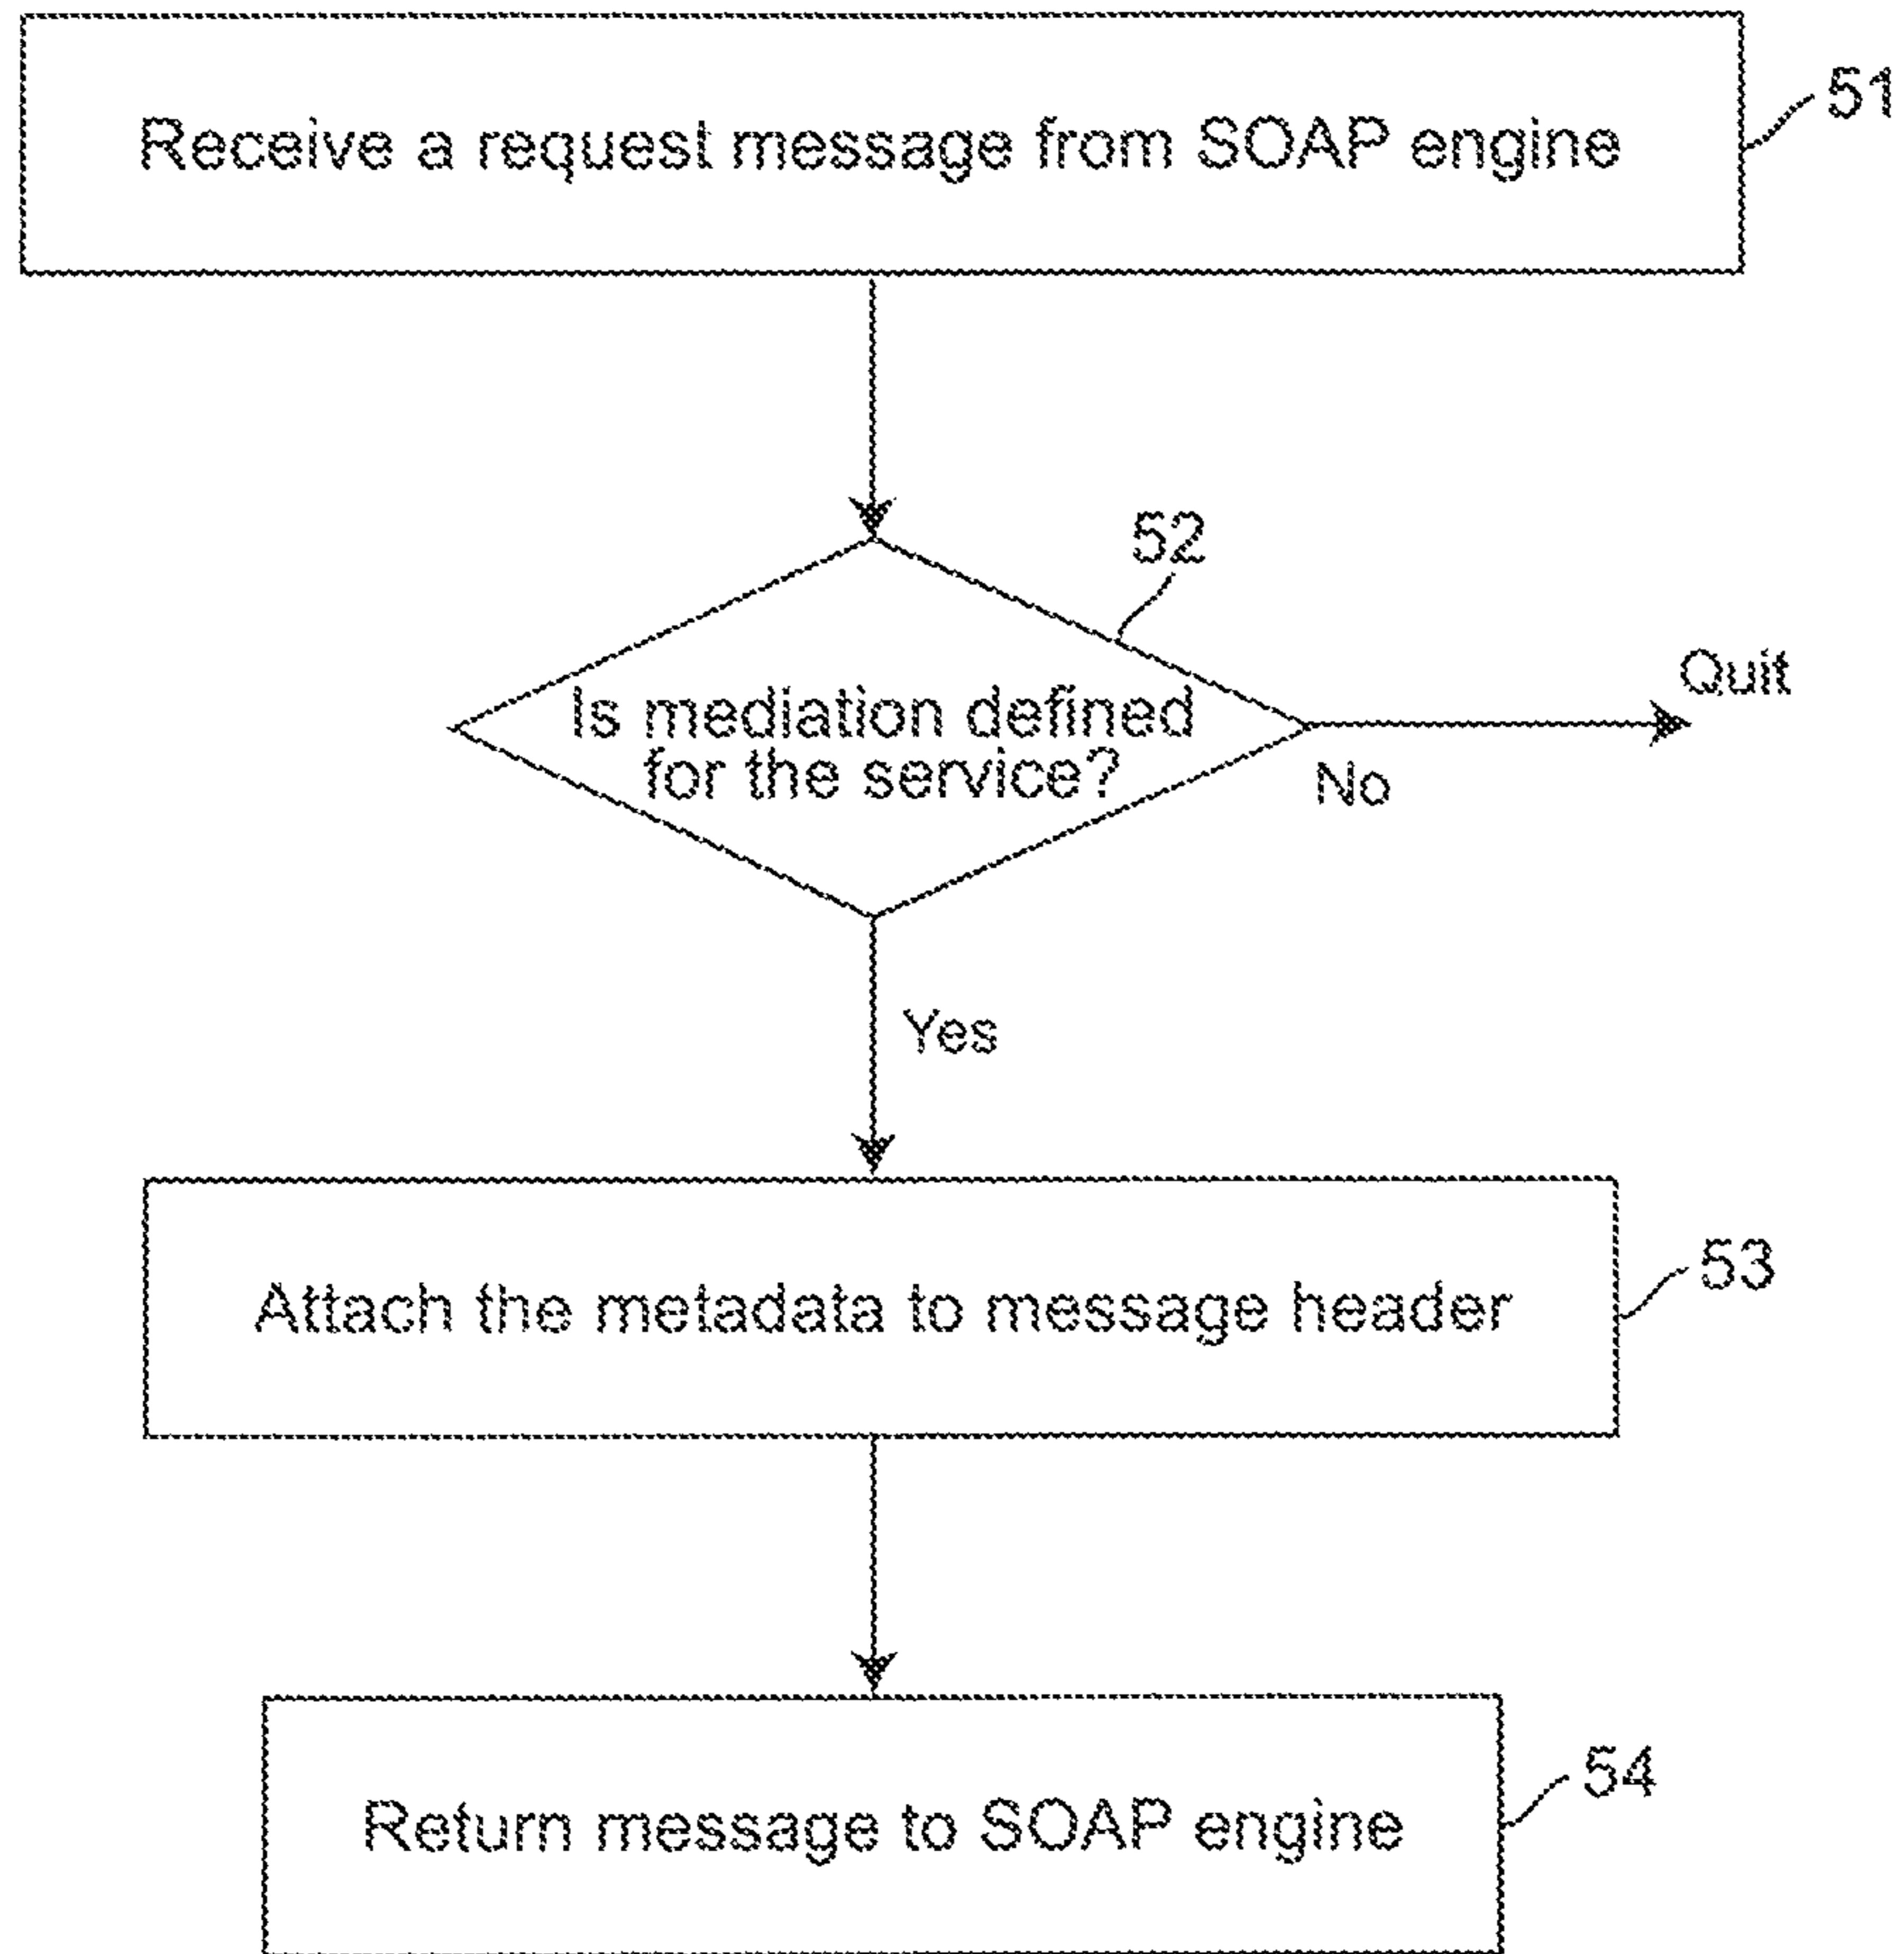 Receive a request message from SOAP engine
51
52
Is mediation defined
for the service?
Quit
No
Yes
Attach the metadata to message header
53
Return message to SOAP engine
54